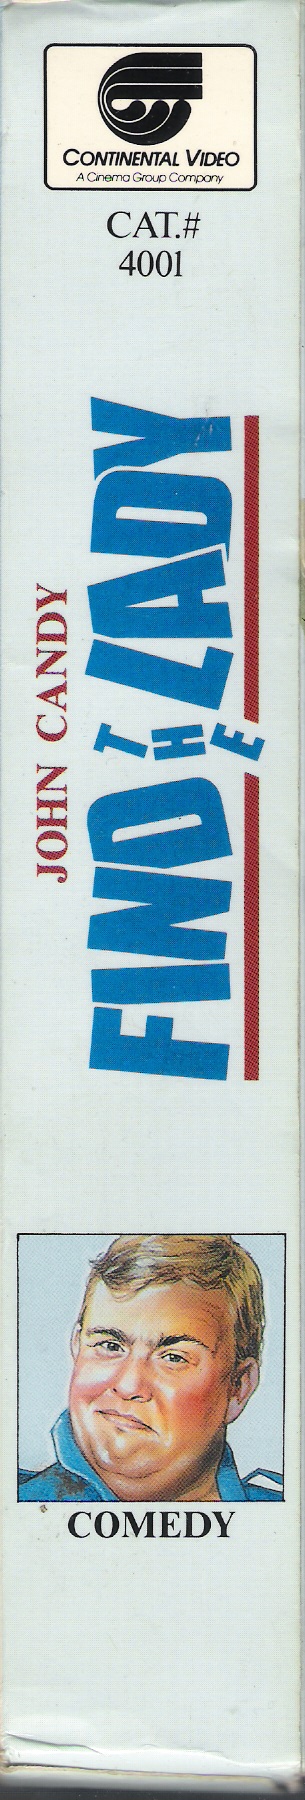 CONTINENTAL VIDEO
A Cinema Group Company
CAT.#
4001
JOHN CANDY
FIND THE LADY
COMEDY